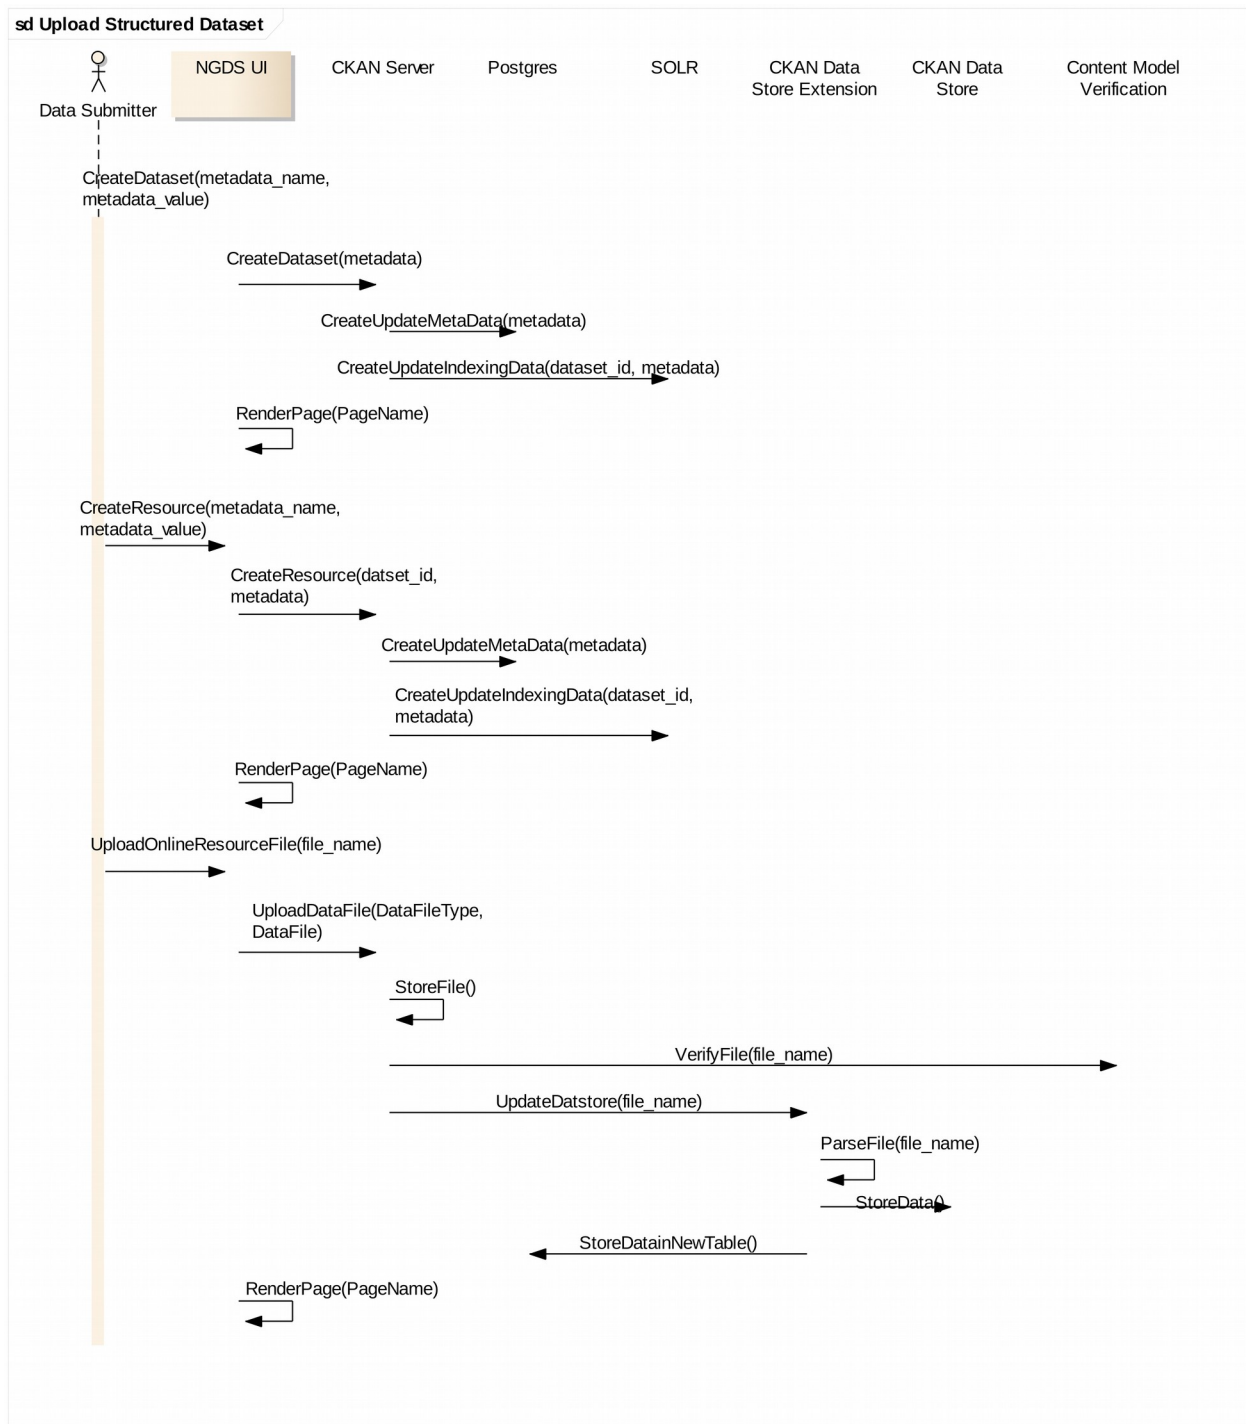 sd Upload Structured Dataset
Data Submitter
NGDS UI
CKAN Server
Postgres
SOLR
CKAN Data
Store Extension
CKAN Data
Store
Content Model
Verification
CreateDataset(metadata_name,
metadata_value)
CreateDataset(metadata)
CreateUpdateMetaData(metadata)
CreateUpdateIndexingData(dataset_id, metadata)
RenderPage(PageName)
CreateResource(metadata_name,
metadata_value)
CreateResource(datset_id,
metadata)
CreateUpdateMetaData(metadata)
CreateUpdateIndexingData(dataset_id,
metadata)
RenderPage(PageName)
UploadOnlineResourceFile(file_name)
UploadDataFile(DataFileType,
DataFile)
StoreFile()
VerifyFile(file_name)
UpdateDatstore(file_name)
ParseFile(file_name)
StoreData()
StoreDatainNewTable()
RenderPage(PageName)